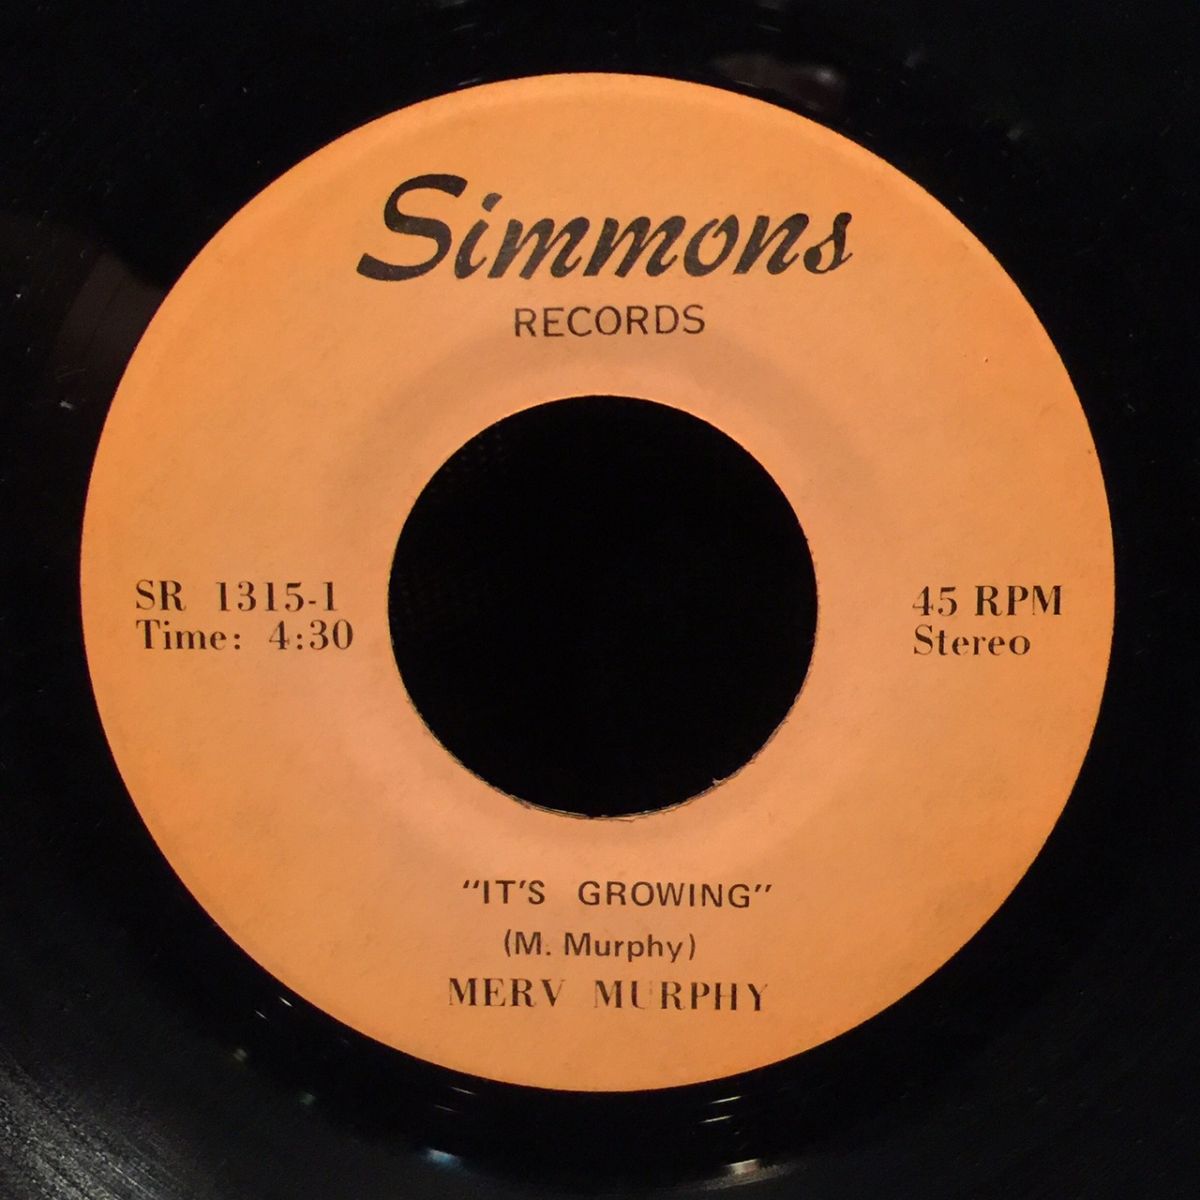 Simmons
RECORDS
SR 1315-1
Time: 4:30
45 RPM
Stereo
"IT'S GROWING"
(M. Murphy)
MERV MURPHY